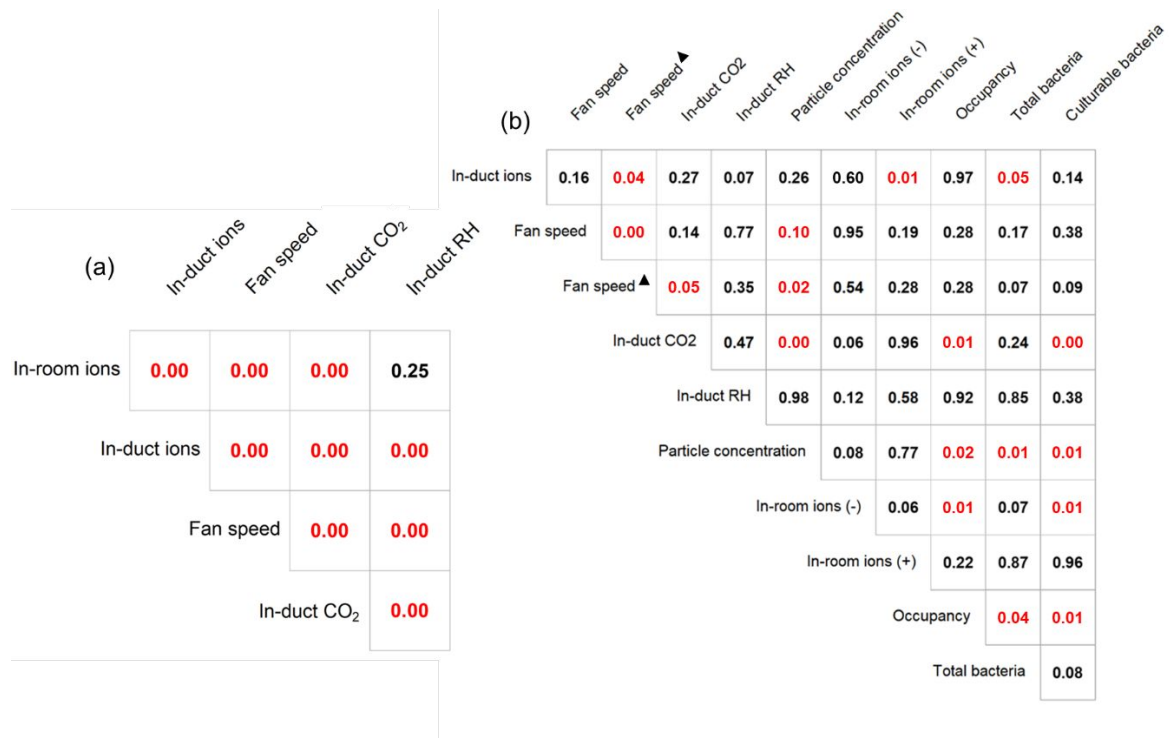 (b)
Fan speed
Fan speed▲
In-duct CO2
In-duct RH
Particle concentration
In-room ions (-)
In-room ions (+)
Occupancy
Total bacteria
Culturable bacteria
In-duct ions 0.16 0.04 0.27 0.07 0.26 0.60 0.01 0.97 0.05 0.14
Fan speed 0.00 0.14 0.77 0.10 0.95 0.19 0.28 0.17 0.38
Fan speed▲ 0.05 0.35 0.02 0.54 0.28 0.28 0.07 0.09
In-duct CO2 0.47 0.00 0.06 0.96 0.01 0.24 0.00
In-duct RH 0.98 0.12 0.58 0.92 0.85 0.38
Particle concentration 0.08 0.77 0.02 0.01 0.01
In-room ions (-) 0.06 0.01 0.07 0.01
In-room ions (+) 0.22 0.87 0.96
Occupancy 0.04 0.01
Total bacteria 0.08
(a)
In-duct ions
Fan speed
In-duct CO₂
In-duct RH
In-room ions 0.00 0.00 0.00 0.25
In-duct ions 0.00 0.00 0.00
Fan speed 0.00 0.00
In-duct CO₂ 0.00